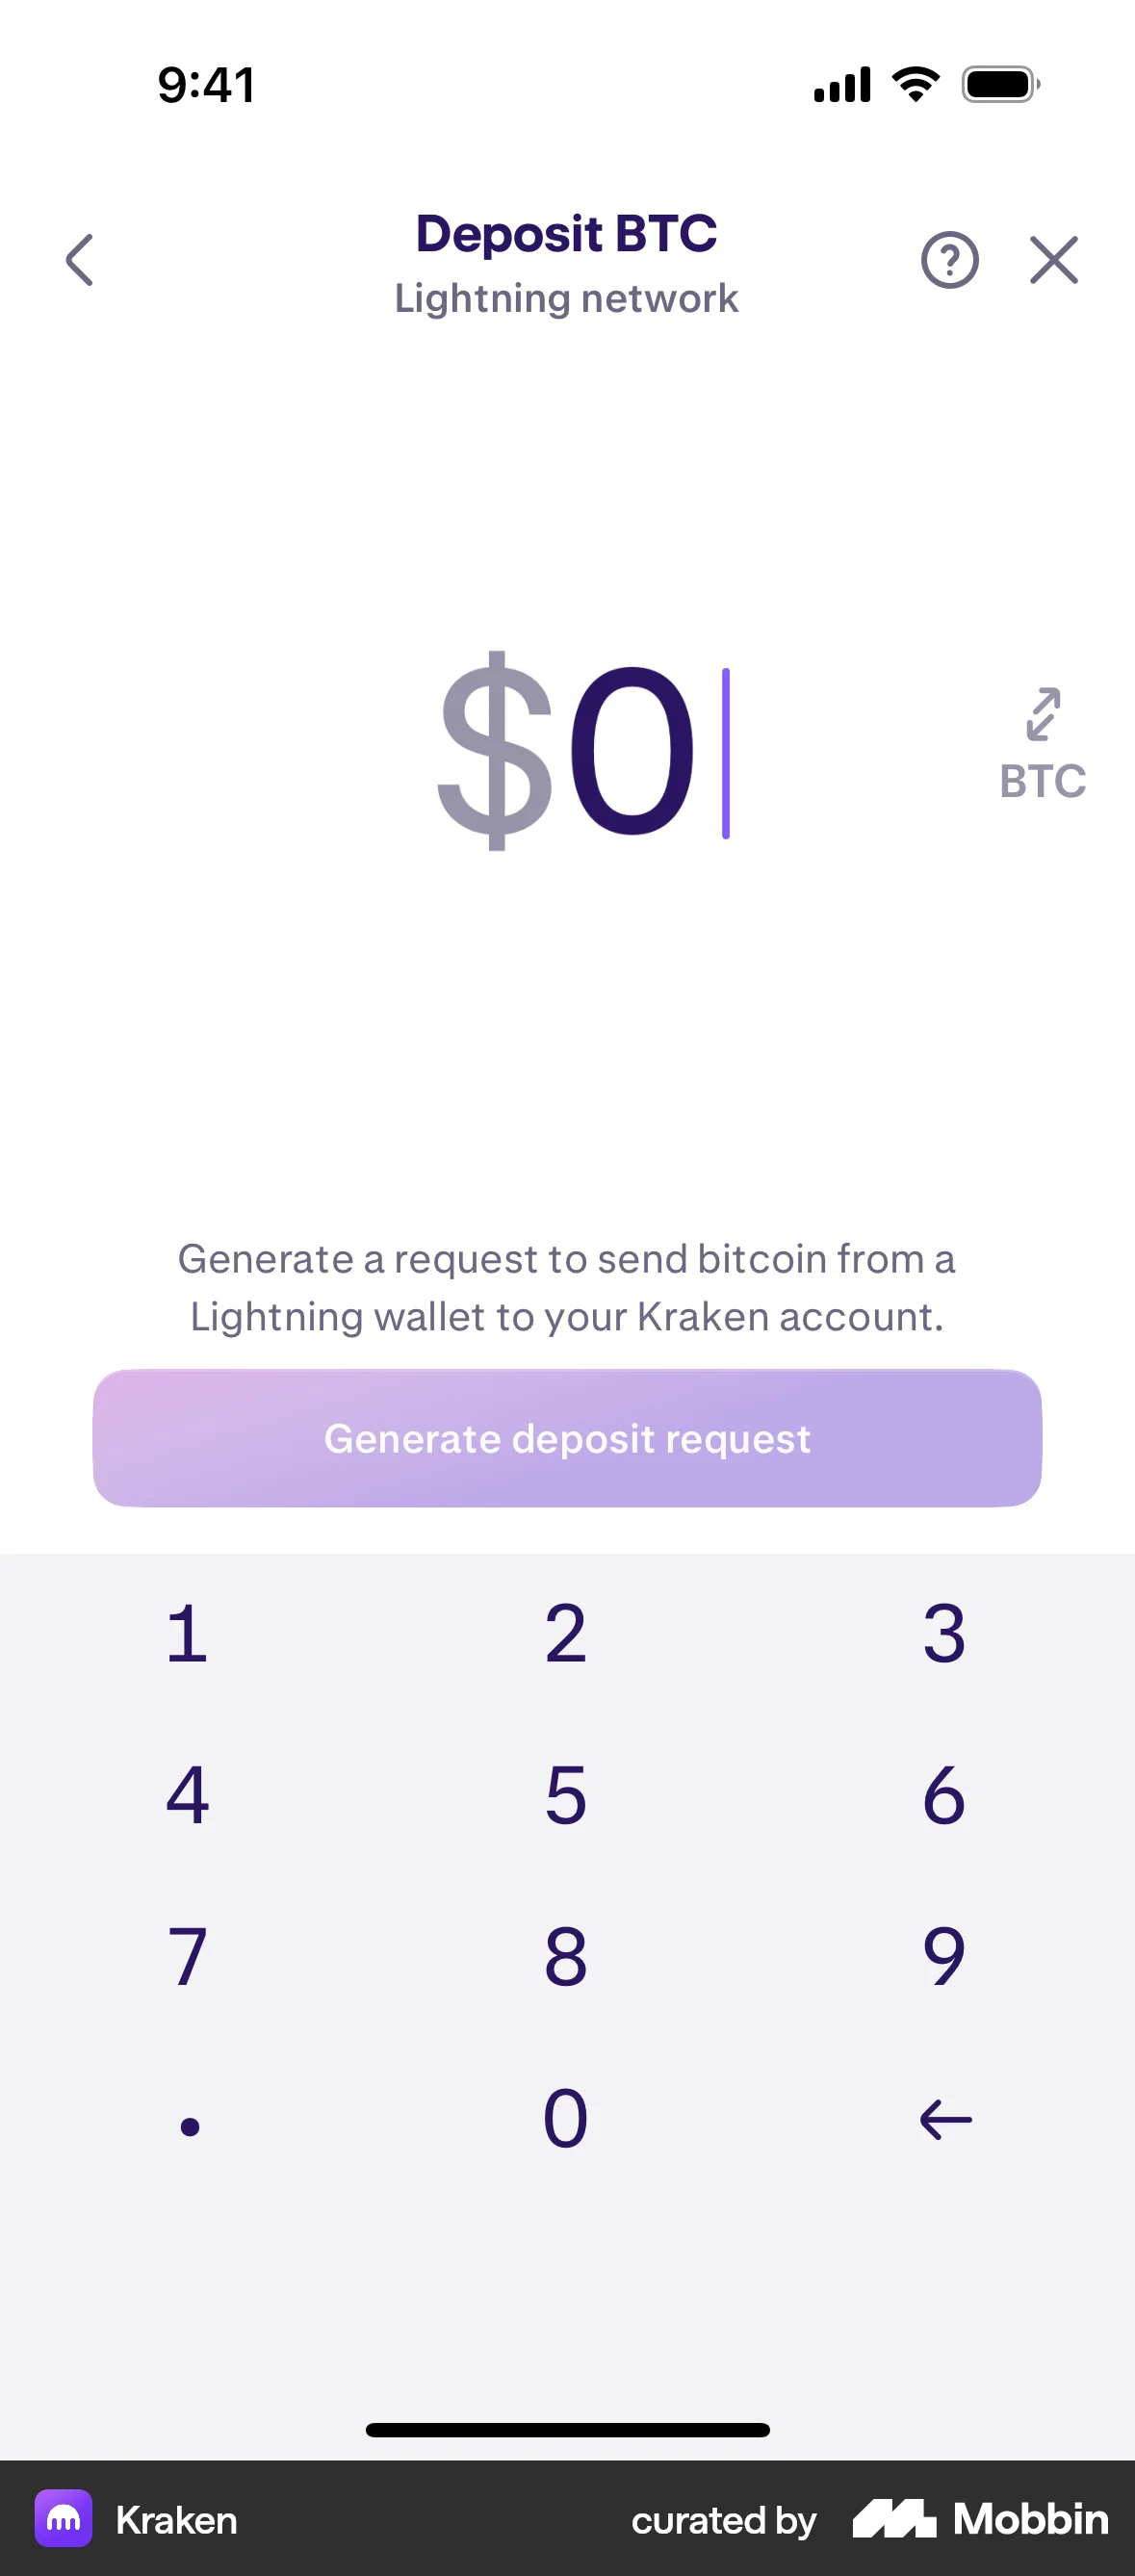 9:41
Deposit BTC
Lightning network
$0
BTC
Generate a request to send bitcoin from a
Lightning wallet to your Kraken account.
Generate deposit request
1 2 3
4 5 6
7 8 9
. 0
Kraken curated by Mobbin